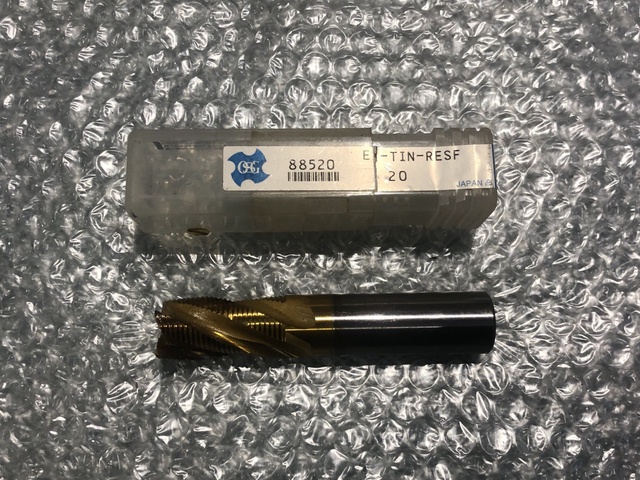 OSG
88520
EX-TIN-RESF
20
JAPAN